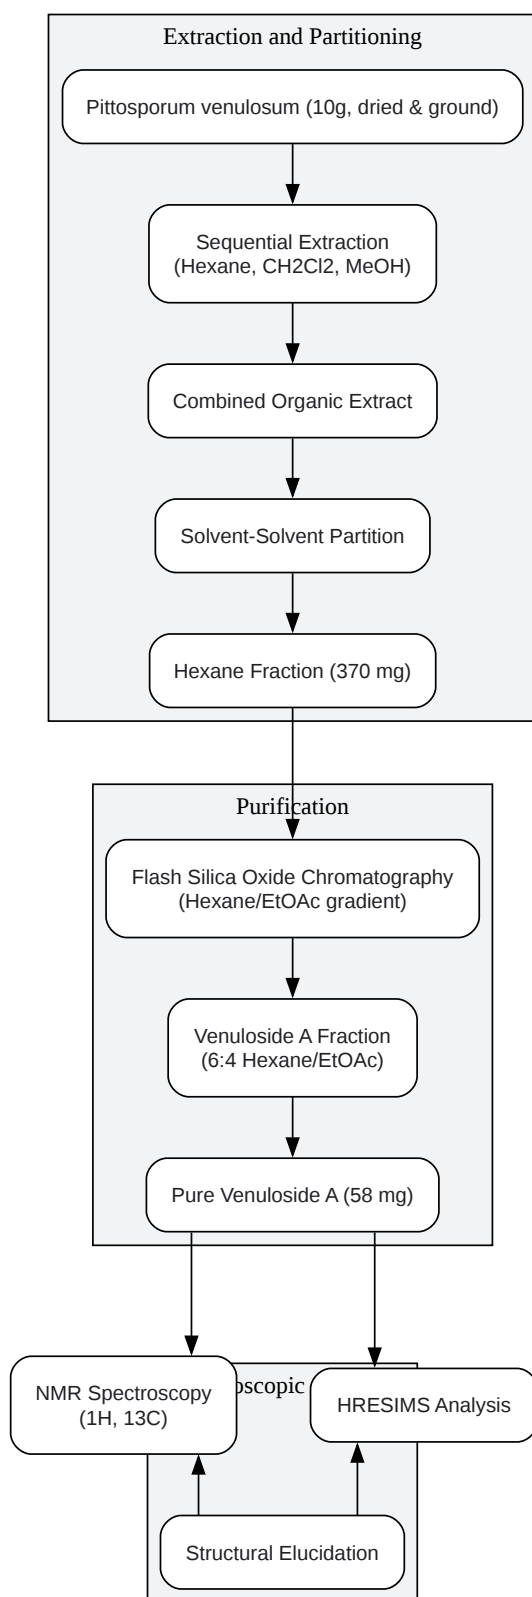 Extraction and Partitioning
Pittosporum venulosum (10g, dried & ground)
Sequential Extraction
(Hexane, CH2Cl2, MeOH)
Combined Organic Extract
Solvent-Solvent Partition
Hexane Fraction (370 mg)
Purification
Flash Silica Oxide Chromatography
(Hexane/EtOAc gradient)
Venuloside A Fraction
(6:4 Hexane/EtOAc)
Pure Venuloside A (58 mg)
NMR Spectroscopy
(1H, 13C)
HRESIMS Analysis
Structural Elucidation